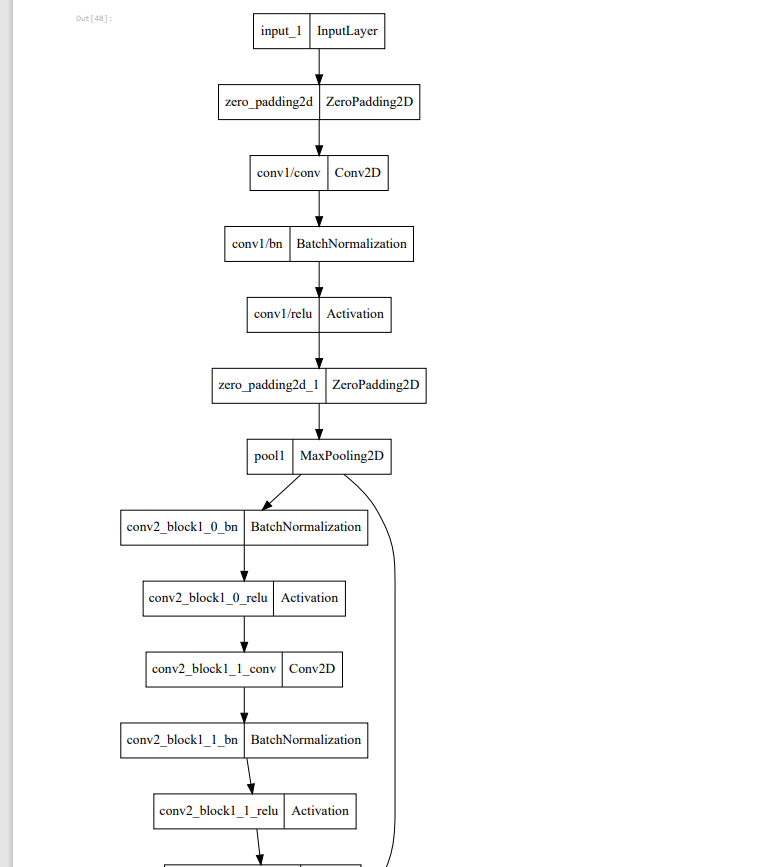 Out[48]:
input_1 InputLayer
zero_padding2d ZeroPadding2D
conv1/conv Conv2D
conv1/bn BatchNormalization
conv1/relu Activation
zero_padding2d_1 ZeroPadding2D
pool1 MaxPooling2D
conv2_block1_0_bn BatchNormalization
conv2_block1_0_relu Activation
conv2_block1_1_conv Conv2D
conv2_block1_1_bn BatchNormalization
conv2_block1_1_relu Activation